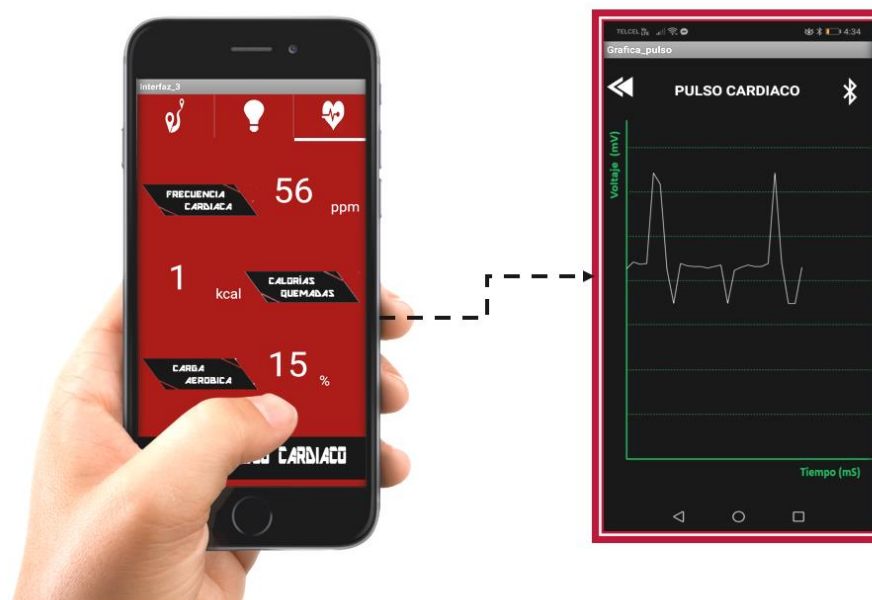 Interfaz_3
FRECUENCIA
CARDIACA
56
ppm
1
kcal
CALORÍAS
QUEMADAS
CARGA
AEROBICA
15
%
CARDIACO
TELCEL
4:34
Grafica_pulso
PULSO CARDIACO
Voltaje (mV)
Tiempo (mS)